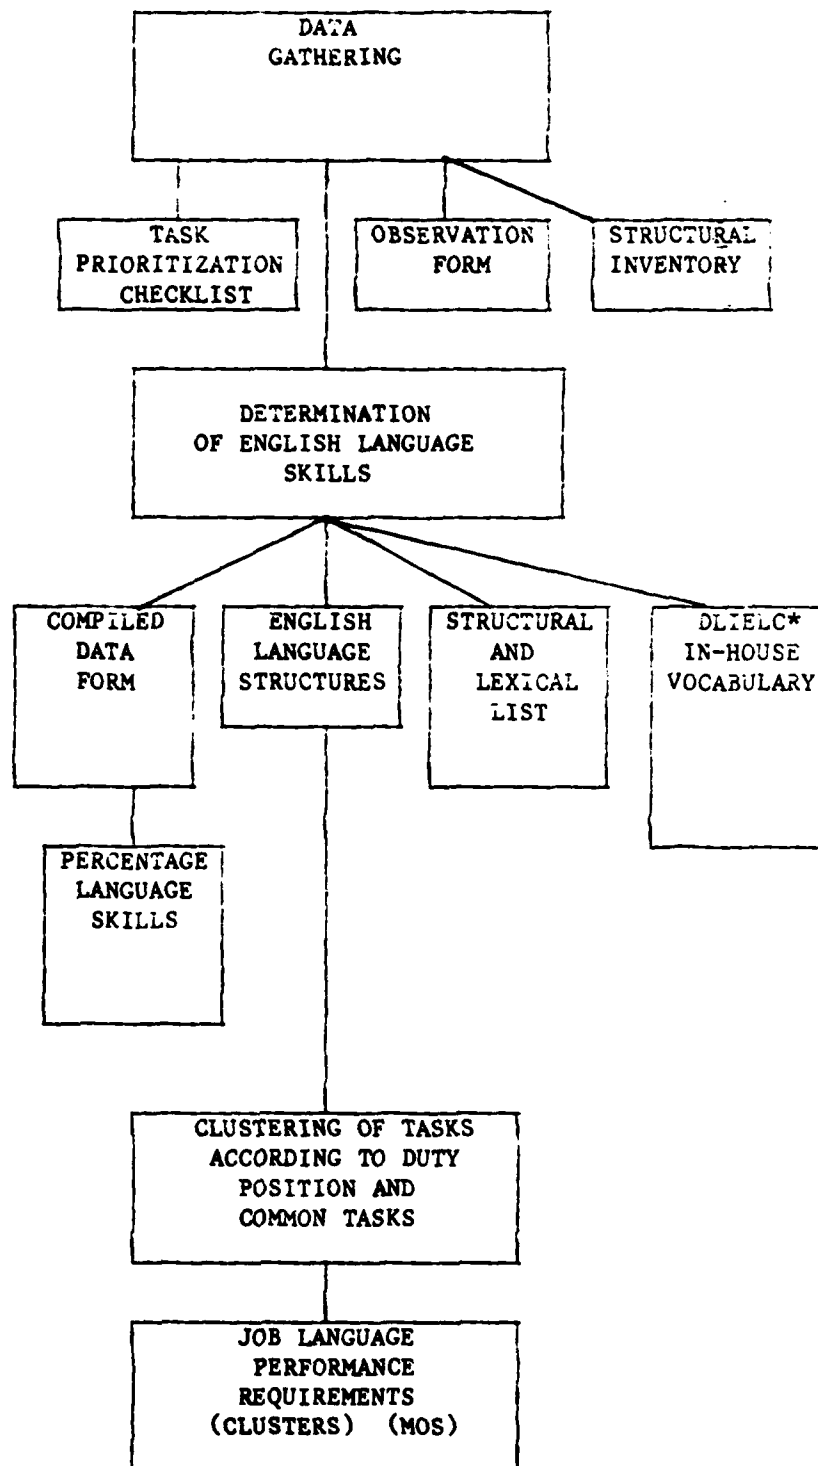 DATA
GATHERING
TASK
PRIORITIZATION
CHECKLIST
OBSERVATION
FORM
STRUCTURAL
INVENTORY
DETERMINATION
OF ENGLISH LANGUAGE
SKILLS
COMPILED
DATA
FORM
ENGLISH
LANGUAGE
STRUCTURES
STRUCTURAL
AND
LEXICAL
LIST
DLIELC*
IN-HOUSE
VOCABULARY
PERCENTAGE
LANGUAGE
SKILLS
CLUSTERING OF TASKS
ACCORDING TO DUTY
POSITION AND
COMMON TASKS
JOB LANGUAGE
PERFORMANCE
REQUIREMENTS
(CLUSTERS) (MOS)